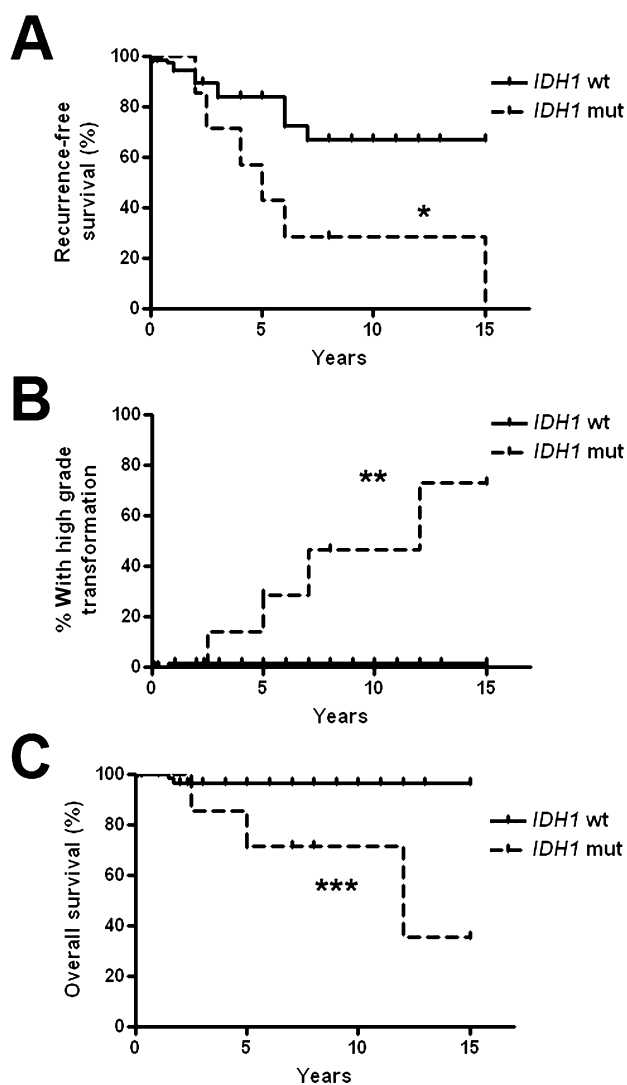 A
100
80
60
40
20
0
Recurrence-free
survival (%)
IDH1 wt
IDH1 mut
*
0 5 10 15
Years
B
100
80
60
40
20
0
% With high grade
transformation
IDH1 wt
IDH1 mut
**
0 5 10 15
Years
C
100
80
60
40
20
0
Overall survival (%)
IDH1 wt
IDH1 mut
***
0 5 10 15
Years